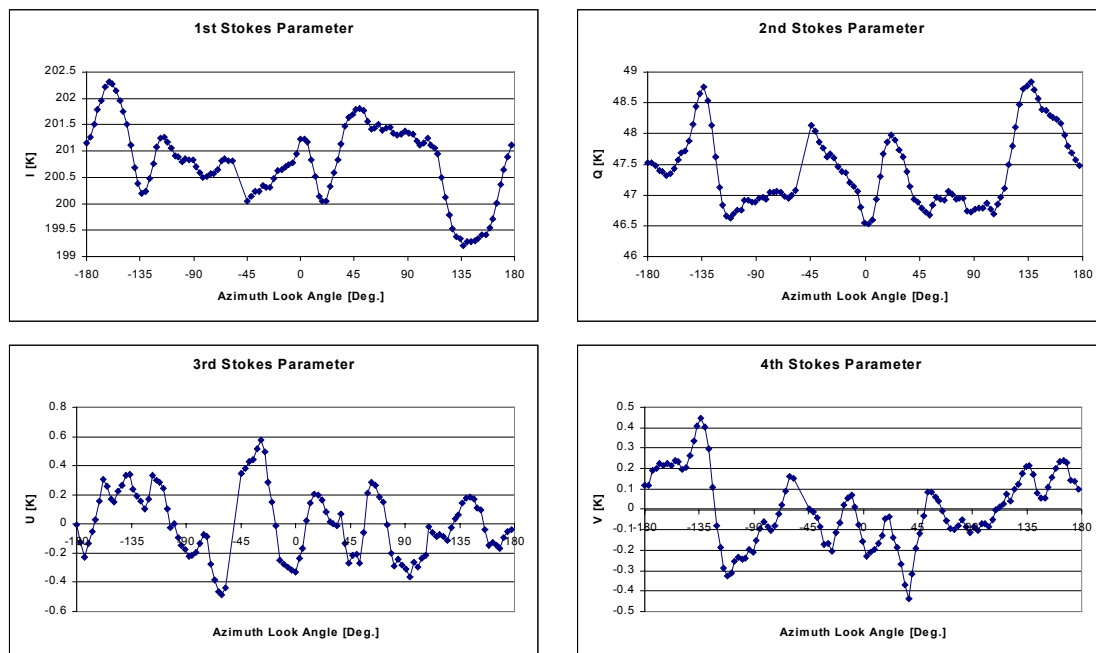 1st Stokes Parameter
I [K]
202.5
202
201.5
201
200.5
200
199.5
199
-180 -135 -90 -45 0 45 90 135 180
Azimuth Look Angle [Deg.]
2nd Stokes Parameter
Q [K]
49
48.5
48
47.5
47
46.5
46
-180 -135 -90 -45 0 45 90 135 180
Azimuth Look Angle [Deg.]
3rd Stokes Parameter
U [K]
0.8
0.6
0.4
0.2
0
-0.2
-0.4
-0.6
-180 -135 -90 -45 0 45 90 135 180
Azimuth Look Angle [Deg.]
4th Stokes Parameter
V [K]
0.5
0.4
0.3
0.2
0.1
0
-0.1
-0.2
-0.3
-0.4
-0.5
-180 -135 -90 -45 0 45 90 135 180
Azimuth Look Angle [Deg.]